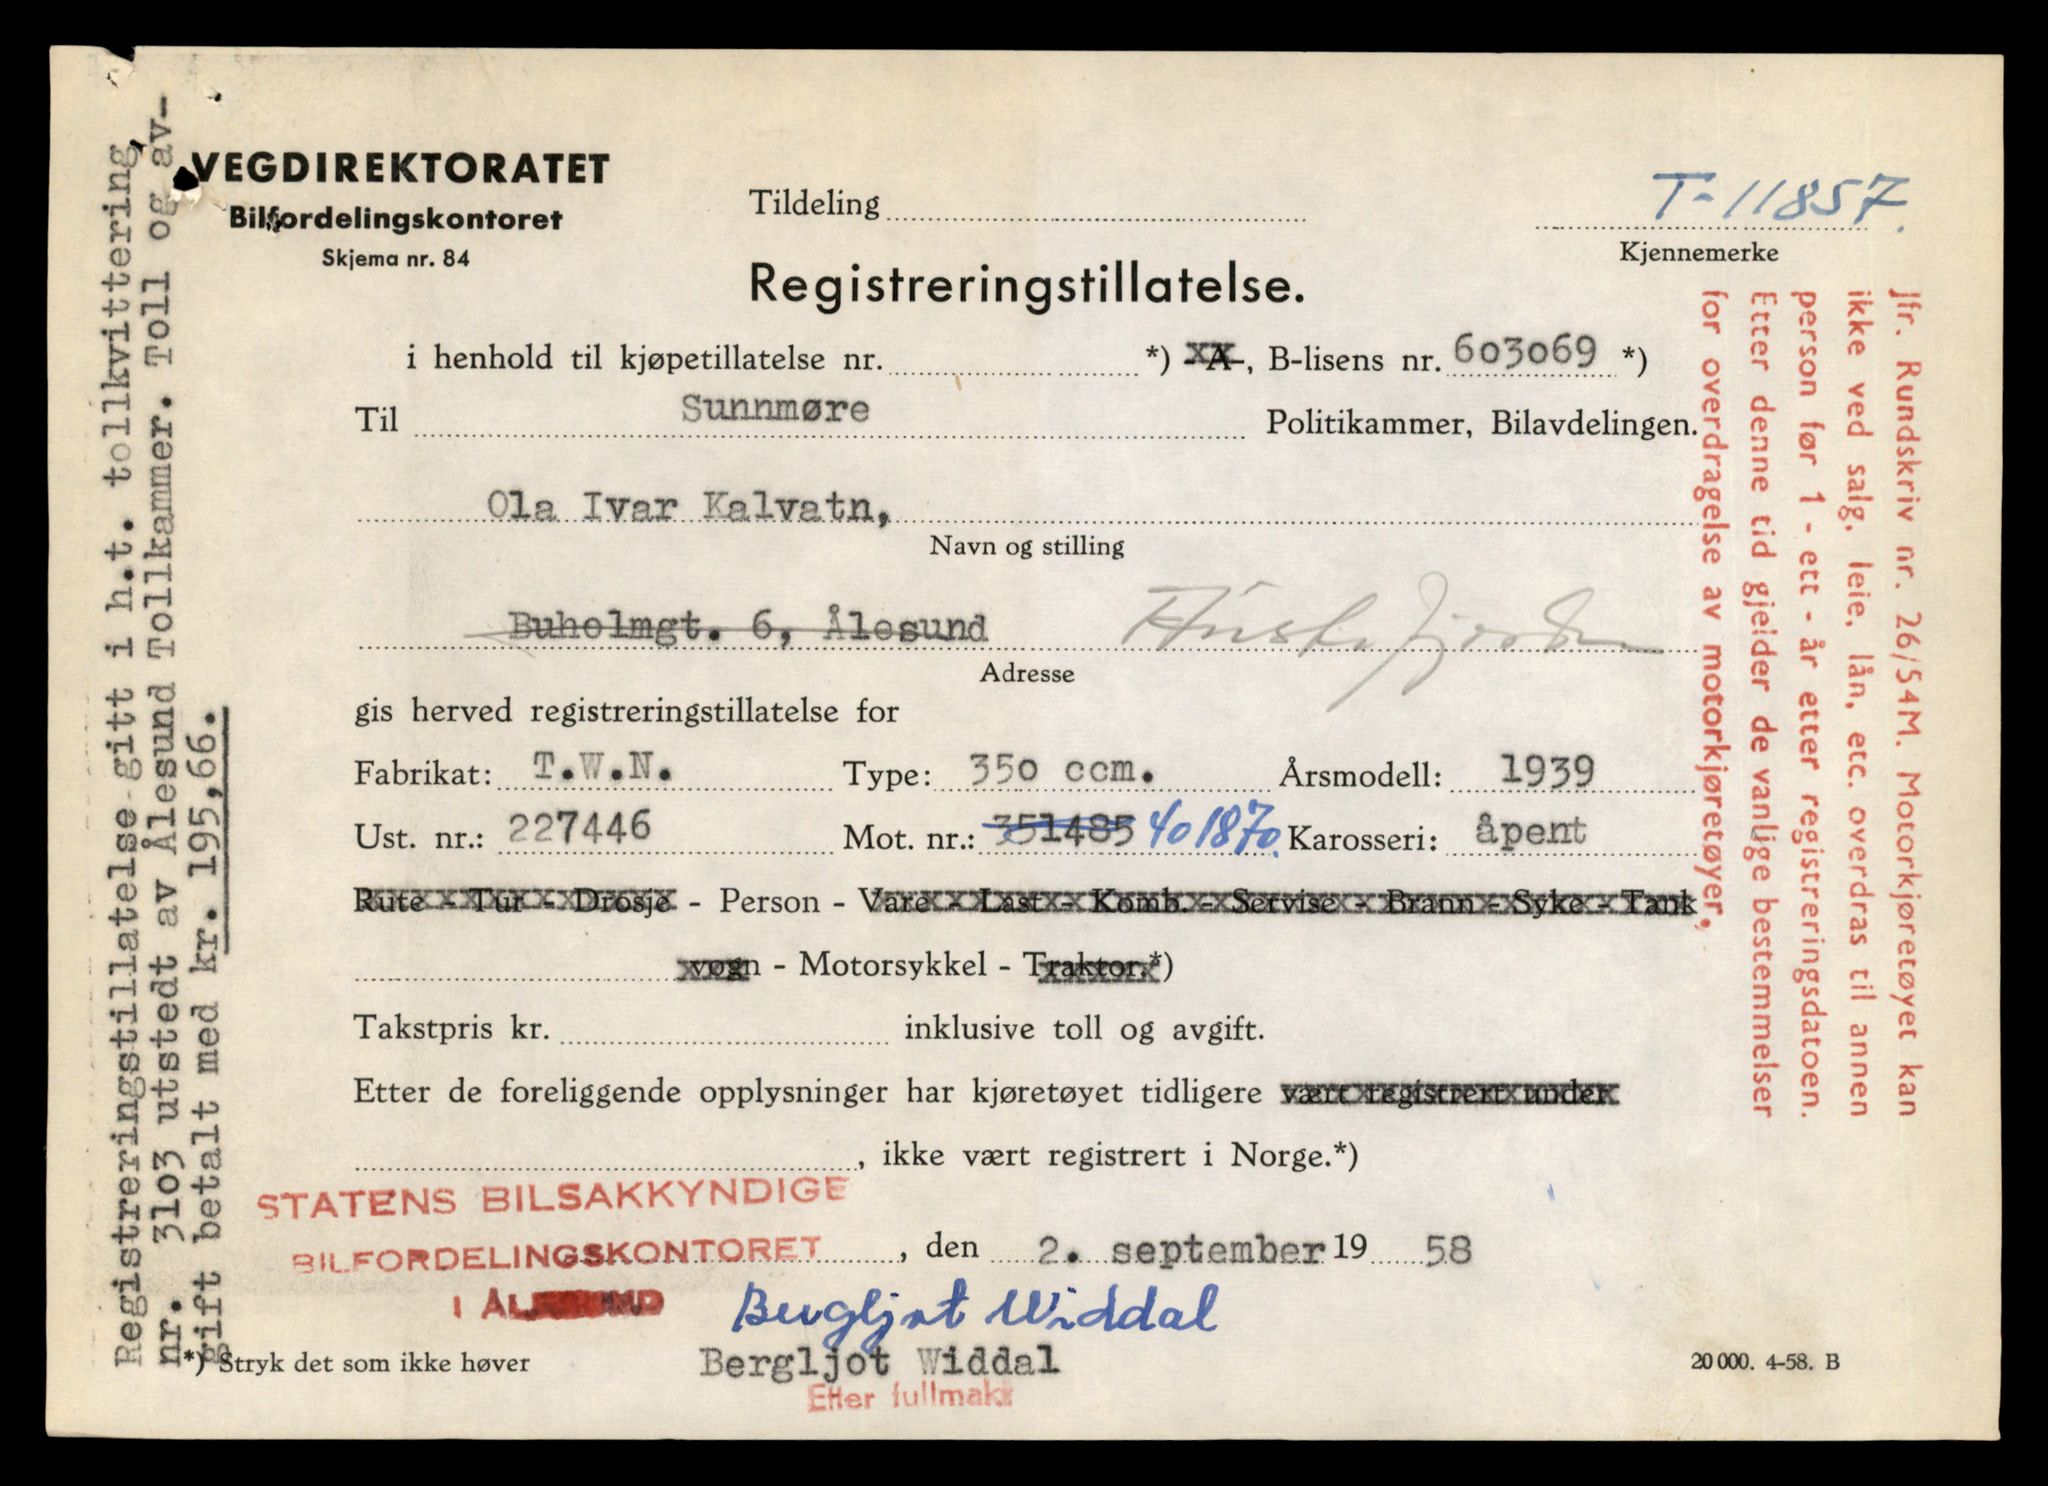 VEGDIREKTORATET
Bilfordelingskontoret
Skjema nr. 84
Tildeling
T-11857.
Kjennemerke
Registreringstillatelse.
i henhold til kjøpetillatelse nr. *) A, B-lisens nr. 603069 *)
Til Sunnmøre Politikammer, Bilavdelingen.
Ola Ivar Kalvatn,
Navn og stilling
Buholmgt. 6, Ålesund
Adresse
gis herved registreringstillatelse for
Fabrikat: T.W.N. Type: 350 ccm. Årsmodell: 1939
Ust. nr.: 227446 Mot. nr.: 351485 401870. Karosseri: åpent
Rute - Tur - Drosje - Person - Vare - Last - Komb. - Servise - Brann - Syke - Tank
vogn - Motorsykkel - Traktor.*)
Takstpris kr. inklusive toll og avgift.
Etter de foreliggende opplysninger har kjøretøyet tidligere vært registrert under
, ikke vært registrert i Norge.*)
STATENS BILSAKKYNDIGE
BILFORDELINGSKONTORET , den 2. september 19 58
I ÅLESUND
Bergljot Widdal
Bergljot Widdal
Etter fullmakt
*) Stryk det som ikke høver
20 000. 4-58. B
Registreringstillatelse gitt i h.t. tollkvittering
nr. 3103 utstedt av Ålesund Tollkammer. Toll og av-
gift betalt med kr. 195,66.
Jfr. Rundskriv nr. 26/54M. Motorkjøretøyet kan
ikke ved salg, leie, lån, etc. overdras til annen
person før 1 - ett - år etter registreringsdatoen.
Etter denne tid gjelder de vanlige bestemmelser
for overdragelse av motorkjøretøyer.